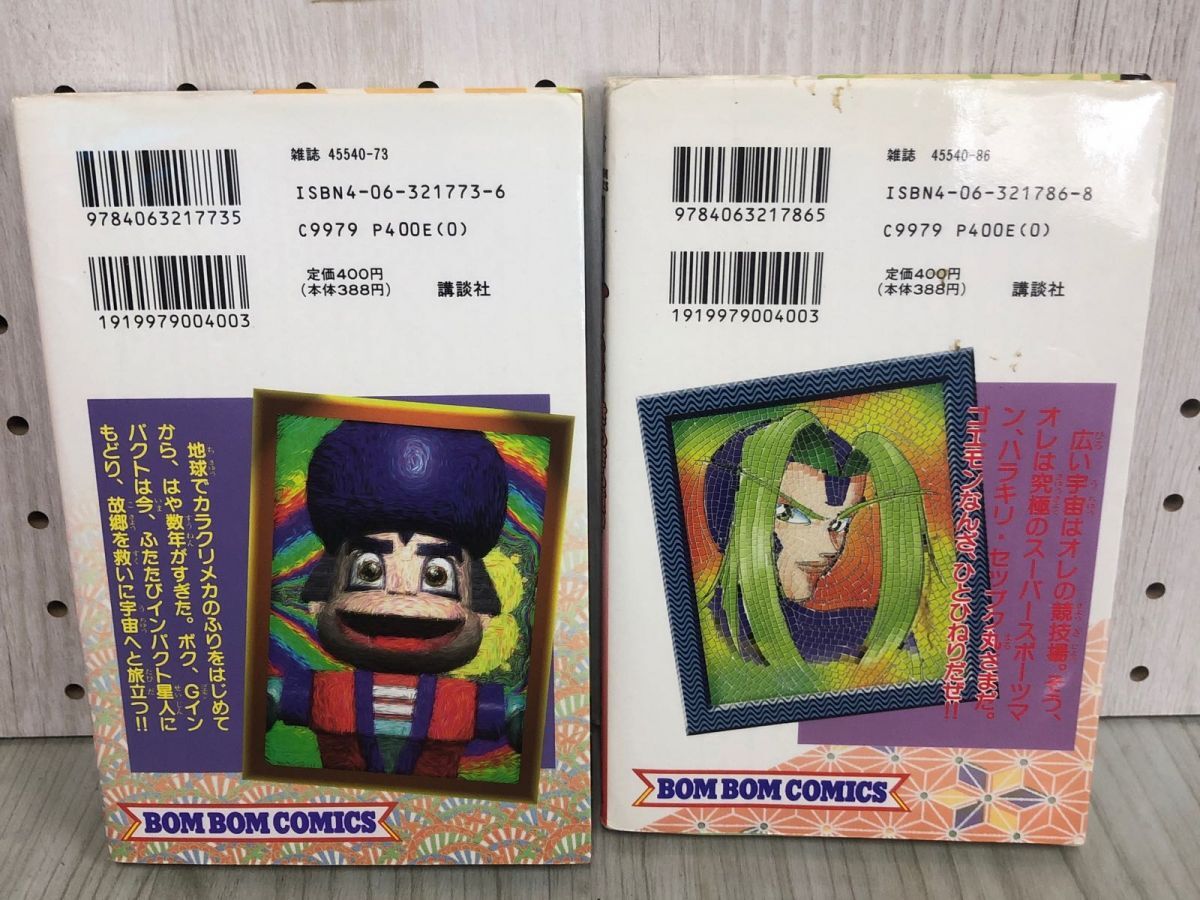 雑誌 45540-73
ISBN4-06-321773-6
9784063217735
C9979 P400E(0)
定価400円
(本体388円)
講談社
1919979004003
地球でカラクリメカのふりをはじめて
から、はや数年がすぎた。ボク、Gイン
パクトは今、ふたたびインパクト星人に
もどり、故郷を救いに宇宙へと旅立つ!!
BOM BOM COMICS
雑誌 45540-86
ISBN4-06-321786-8
9784063217865
C9979 P400E(0)
定価400円
(本体388円)
講談社
1919979004003
広い宇宙はオレの競技場。そう、
オレは究極のスーパースポーツマ
ン、ハラキリ・セップク丸さまだ。
ゴエモンなんざ、ひとひねりだぜ!!
BOM BOM COMICS